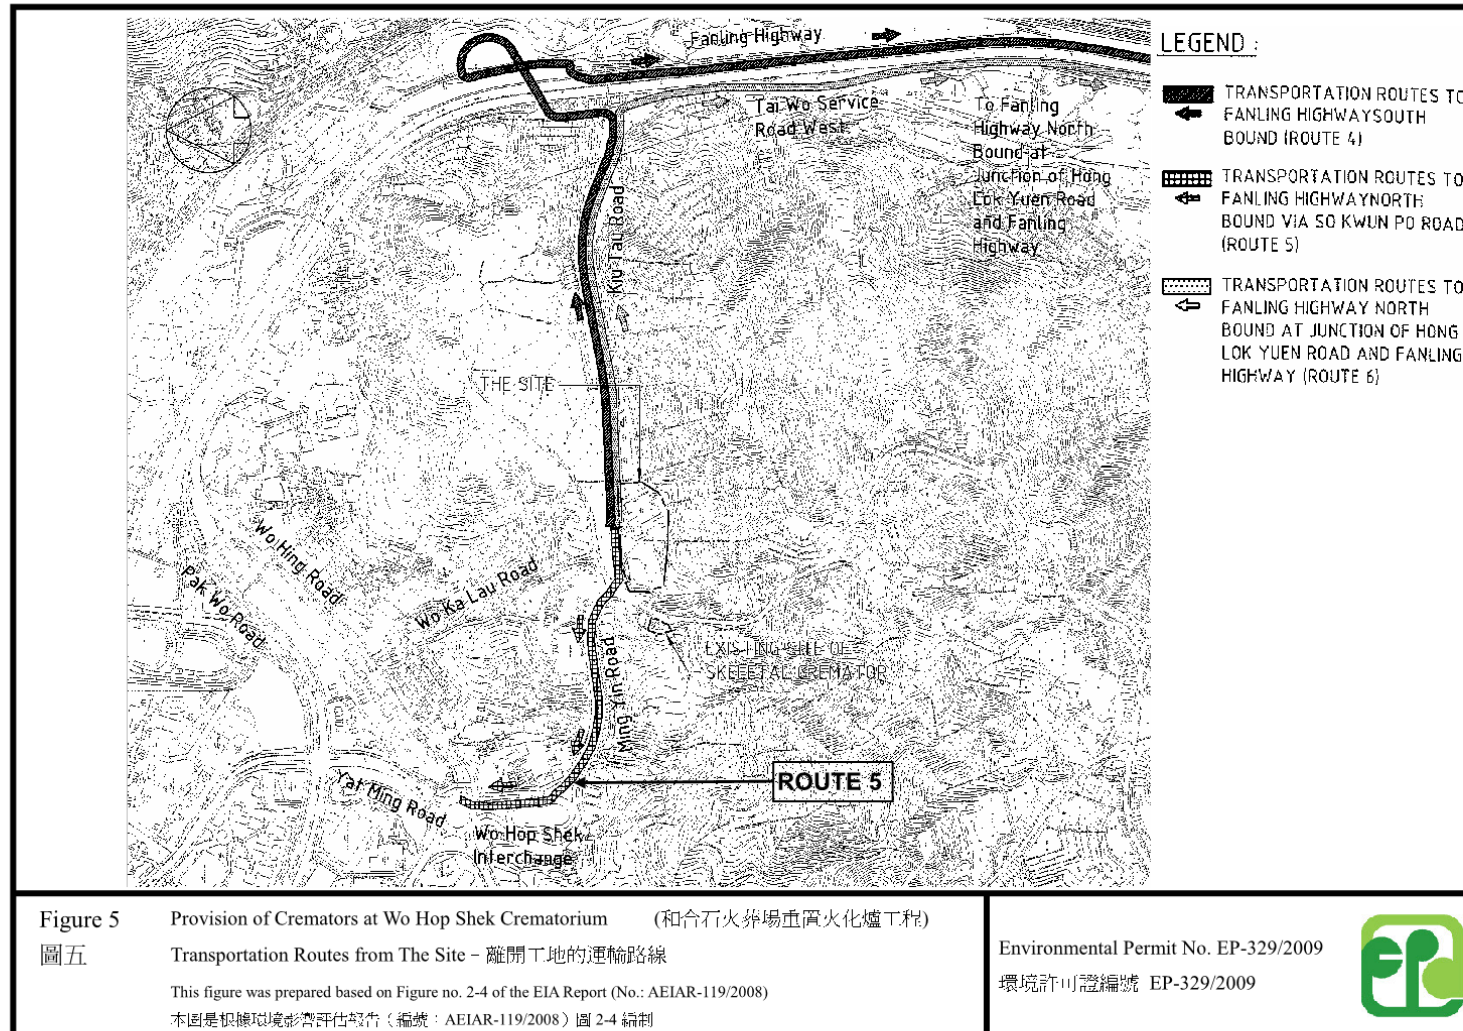 Fanling Highway
Tai Wo Service
Road West
To Fanling
Highway North
Bound at
Junction of Hong
Lok Yuen Road
and Fanling
Highway
Kiu Tau Road
THE SITE
Wo Hing Road
Pak Wo Road
Wo Ka Lau Road
Ming Yin Road
EXISTING SITE OF
SKELETAL CREMATOR
ROUTE 5
Yat Ming Road
Wo Hop Shek
Interchange
LEGEND :
TRANSPORTATION ROUTES TO
FANLING HIGHWAYSOUTH
BOUND (ROUTE 4)
TRANSPORTATION ROUTES TO
FANLING HIGHWAYNORTH
BOUND VIA SO KWUN PO ROAD
(ROUTE 5)
TRANSPORTATION ROUTES TO
FANLING HIGHWAY NORTH
BOUND AT JUNCTION OF HONG
LOK YUEN ROAD AND FANLING
HIGHWAY (ROUTE 6)
Figure 5 Provision of Cremators at Wo Hop Shek Crematorium (和合石火葬場重置火化爐工程)
圖五 Transportation Routes from The Site - 離開工地的運輸路線
This figure was prepared based on Figure no. 2-4 of the EIA Report (No.: AEIAR-119/2008)
本圖是根據環境影響評估報告（編號：AEIAR-119/2008）圖 2-4 編制
Environmental Permit No. EP-329/2009
環境許可證編號 EP-329/2009